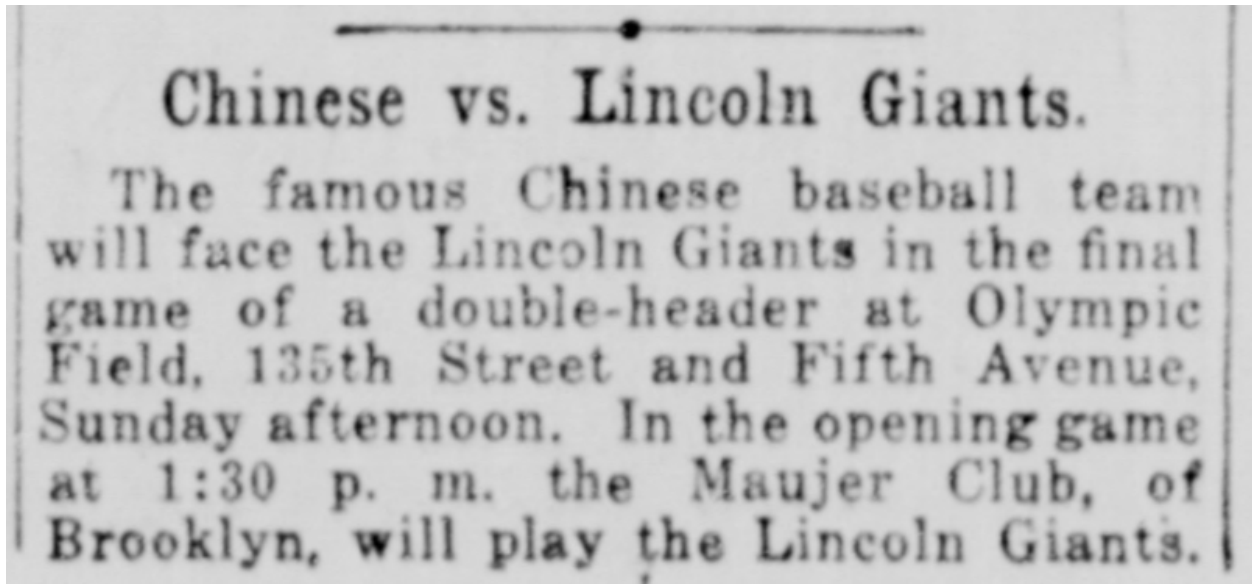 Chinese vs. Lincoln Giants.
The famous Chinese baseball team
will face the Lincoln Giants in the final
game of a double-header at Olympic
Field, 135th Street and Fifth Avenue,
Sunday afternoon. In the opening game
at 1:30 p. m. the Maujer Club, of
Brooklyn, will play the Lincoln Giants.